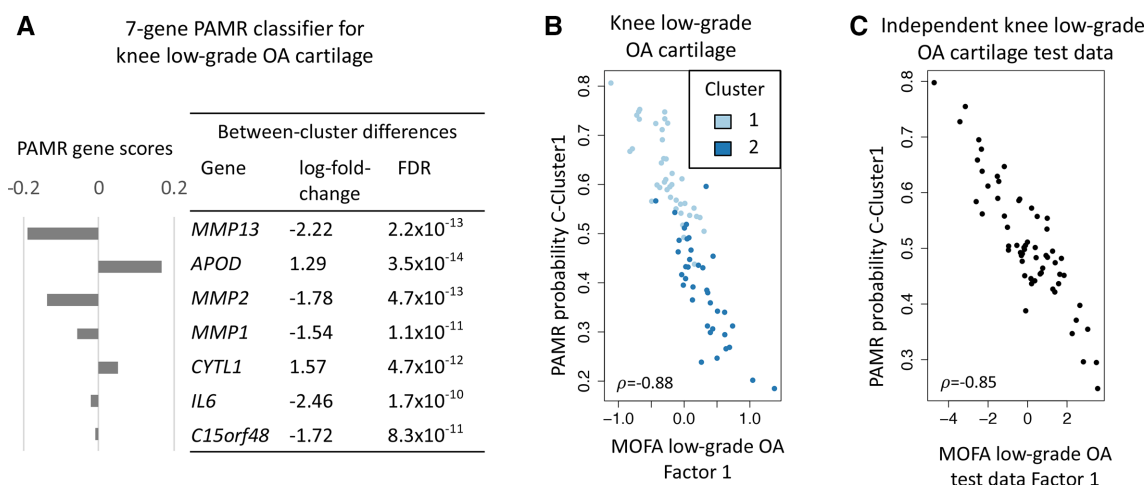 A
7-gene PAMR classifier for
knee low-grade OA cartilage
PAMR gene scores
-0.2 0 0.2
Between-cluster differences
Gene log-fold-change FDR
MMP13 -2.22 2.2x10⁻¹³
APOD 1.29 3.5x10⁻¹⁴
MMP2 -1.78 4.7x10⁻¹³
MMP1 -1.54 1.1x10⁻¹¹
CYTL1 1.57 4.7x10⁻¹²
IL6 -2.46 1.7x10⁻¹⁰
C15orf48 -1.72 8.3x10⁻¹¹
B
Knee low-grade
OA cartilage
Cluster
1
2
PAMR probability C-Cluster1
0.8
0.7
0.6
0.5
0.4
0.3
0.2
ρ=-0.88
−1.0 0.0 1.0
MOFA low-grade OA
Factor 1
C
Independent knee low-grade
OA cartilage test data
PAMR probability C-Cluster1
0.8
0.7
0.6
0.5
0.4
0.3
ρ=-0.85
−4 −2 0 2
MOFA low-grade OA
test data Factor 1